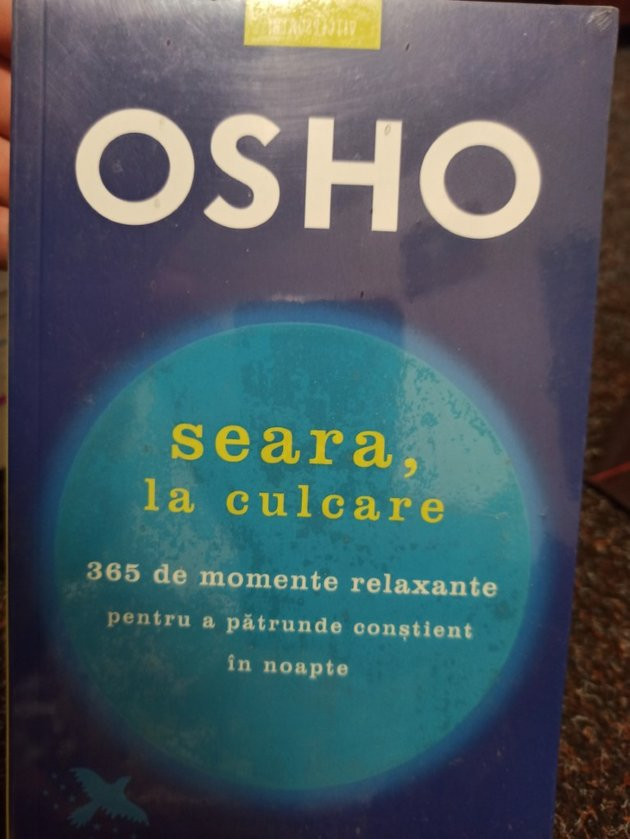 OSHO
seara,
la culcare
365 de momente relaxante
pentru a pătrunde conștient
în noapte